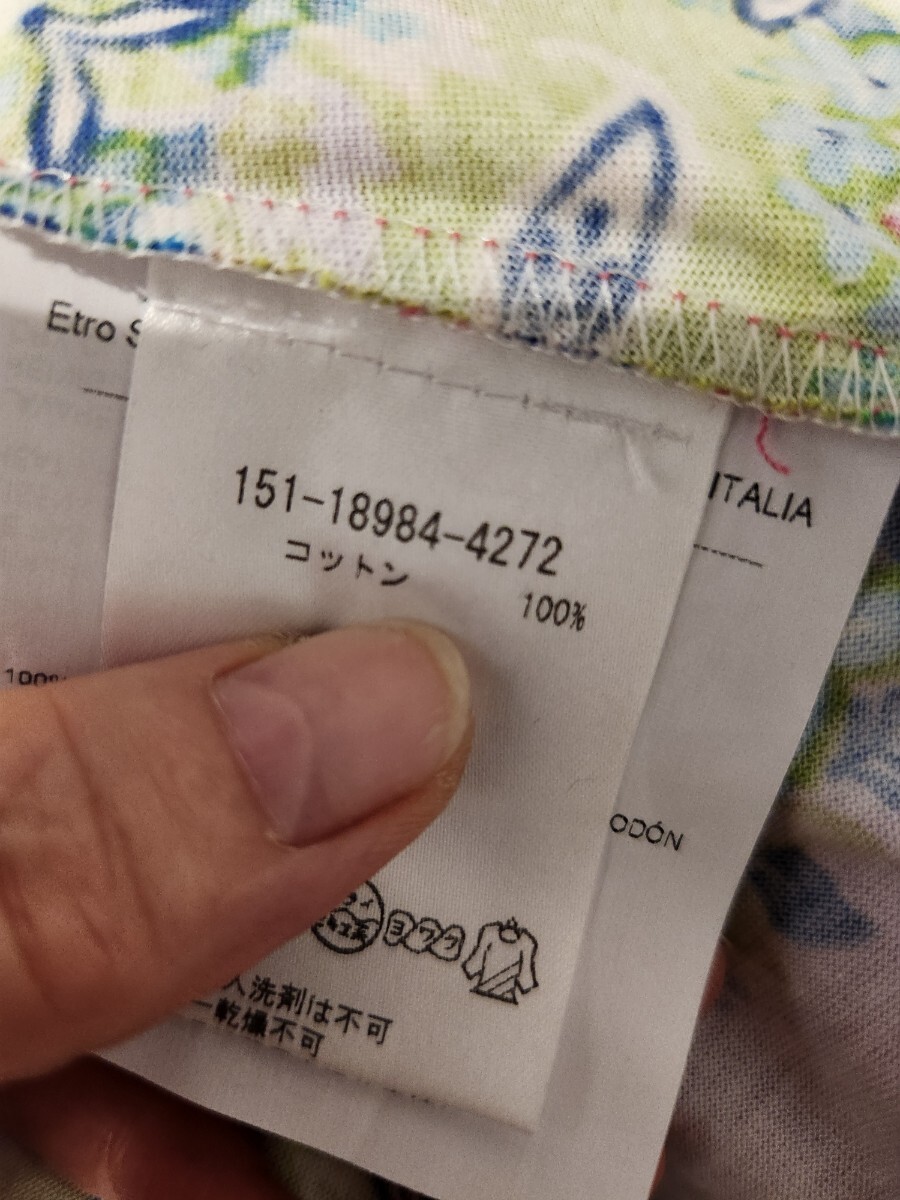 Etro S
ITALIA
151-18984-4272
コットン
100%
100%
ODÓN
ヨワク
洗剤は不可
乾燥不可